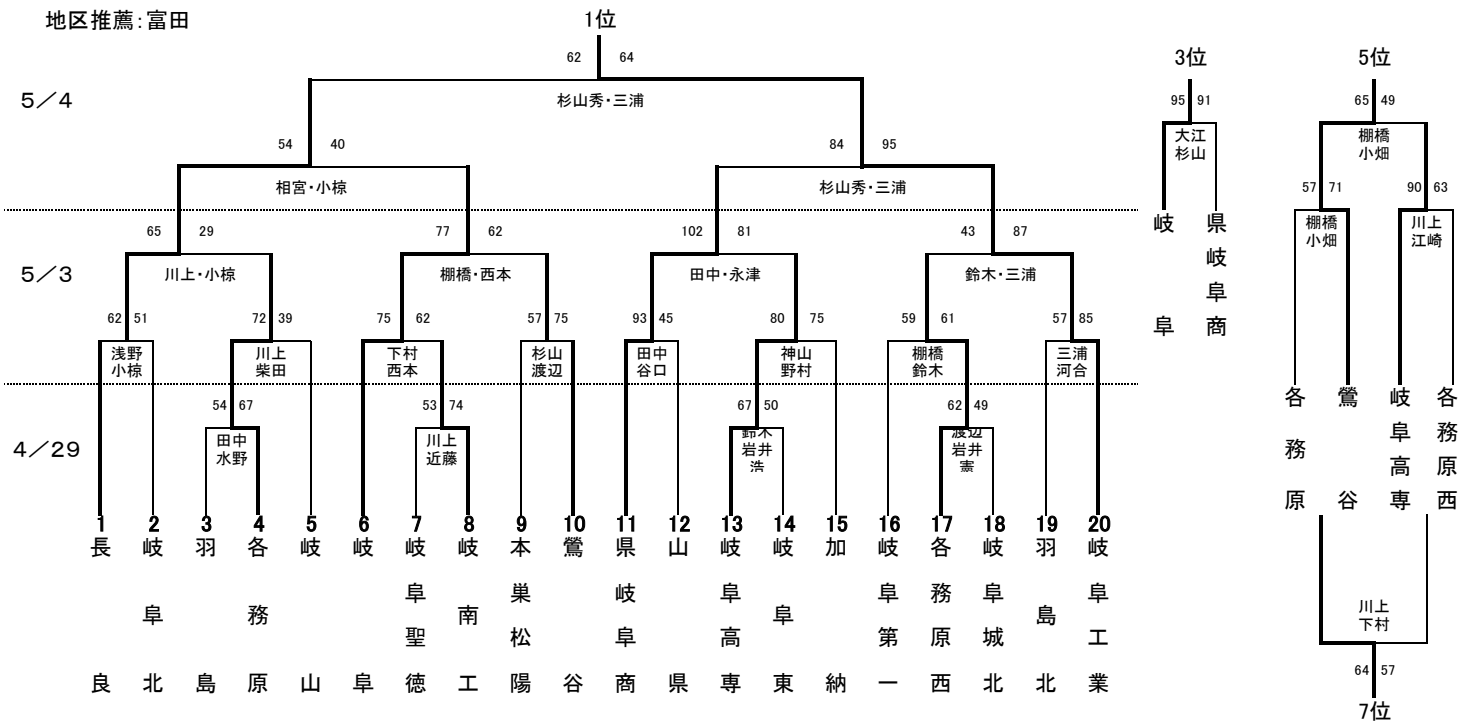 地区推薦：富田
1位
62 64
3位
5位
5／4
杉山秀・三浦
95 91
65 49
大江
杉山
棚橋
小畑
54 40
84 95
相宮・小椋
杉山秀・三浦
57 71
90 63
棚橋
小畑
川上
江崎
岐阜
県岐阜商
65 29
77 62
102 81
43 87
5／3
川上・小椋
棚橋・西本
田中・永津
鈴木・三浦
62 51
72 39
75 62
57 75
93 45
80 75
59 61
57 85
浅野
小椋
川上
柴田
下村
西本
杉山
渡辺
田中
谷口
神山
野村
棚橋
鈴木
三浦
河合
各務原
鶯谷
岐阜高専
各務原西
4／29
54 67
53 74
67 50
62 49
田中
水野
川上
近藤
鈴木
岩井
浩
渡辺
岩井
憲
1 2 3 4 5 6 7 8 9 10 11 12 13 14 15 16 17 18 19 20
長良
岐阜北
羽島
各務原
岐山
岐阜
岐阜聖徳
岐南工
本巣松陽
鶯谷
県岐阜商
山県
岐阜高専
岐阜東
加納
岐阜第一
各務原西
岐阜城北
羽島北
岐阜工業
川上
下村
64 57
7位